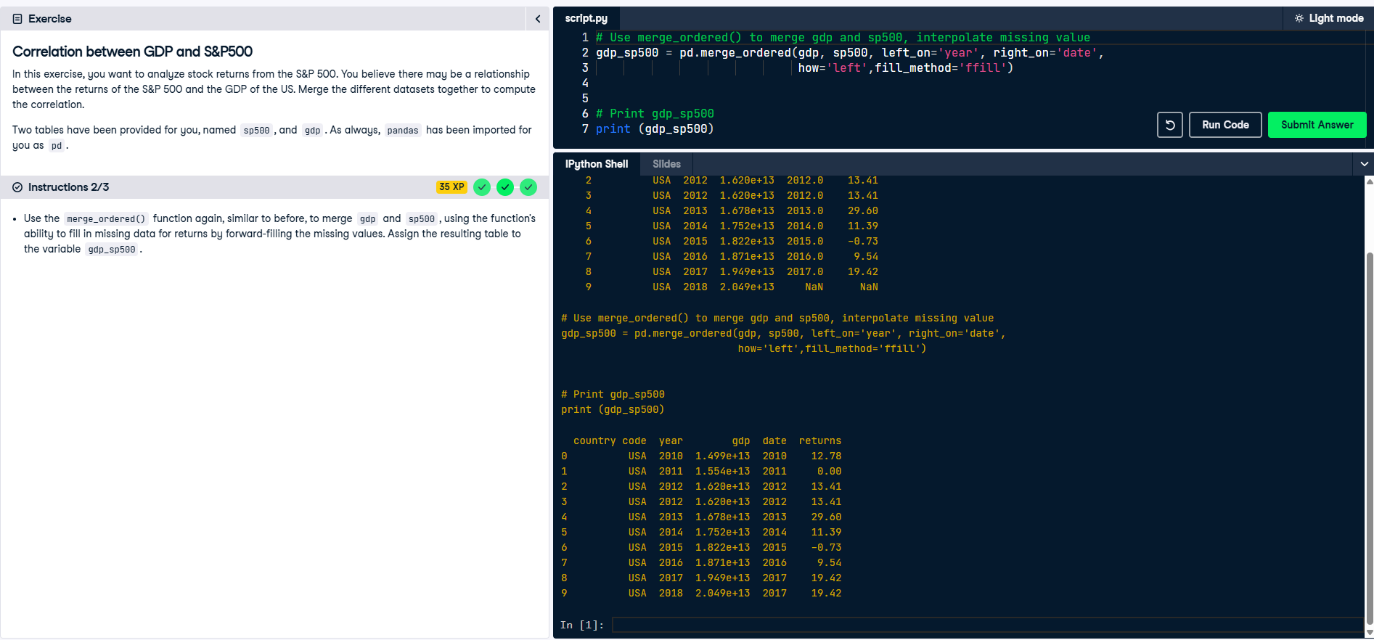 Exercise
Correlation between GDP and S&P500
In this exercise, you want to analyze stock returns from the S&P 500. You believe there may be a relationship
between the returns of the S&P 500 and the GDP of the US. Merge the different datasets together to compute
the correlation.
Two tables have been provided for you, named sp500 , and gdp . As always, pandas has been imported for
you as pd .
Instructions 2/3
35 XP
• Use the merge_ordered() function again, similar to before, to merge gdp and sp500 , using the function's
ability to fill in missing data for returns by forward-filling the missing values. Assign the resulting table to
the variable gdp_sp500 .
script.py
Light mode
1 # Use merge_ordered() to merge gdp and sp500, interpolate missing value
2 gdp_sp500 = pd.merge_ordered(gdp, sp500, left_on='year', right_on='date',
3 how='left',fill_method='ffill')
4
5
6 # Print gdp_sp500
7 print (gdp_sp500)
Run Code
Submit Answer
IPython Shell
Slides
2 USA 2012 1.620e+13 2012.0 13.41
3 USA 2012 1.620e+13 2012.0 13.41
4 USA 2013 1.678e+13 2013.0 29.60
5 USA 2014 1.752e+13 2014.0 11.39
6 USA 2015 1.822e+13 2015.0 -0.73
7 USA 2016 1.871e+13 2016.0 9.54
8 USA 2017 1.949e+13 2017.0 19.42
9 USA 2018 2.049e+13 NaN NaN
# Use merge_ordered() to merge gdp and sp500, interpolate missing value
gdp_sp500 = pd.merge_ordered(gdp, sp500, left_on='year', right_on='date',
how='left',fill_method='ffill')
# Print gdp_sp500
print (gdp_sp500)
country code year gdp date returns
0 USA 2010 1.499e+13 2010 12.78
1 USA 2011 1.554e+13 2011 0.00
2 USA 2012 1.620e+13 2012 13.41
3 USA 2012 1.620e+13 2012 13.41
4 USA 2013 1.678e+13 2013 29.60
5 USA 2014 1.752e+13 2014 11.39
6 USA 2015 1.822e+13 2015 -0.73
7 USA 2016 1.871e+13 2016 9.54
8 USA 2017 1.949e+13 2017 19.42
9 USA 2018 2.049e+13 2017 19.42
In [1]: